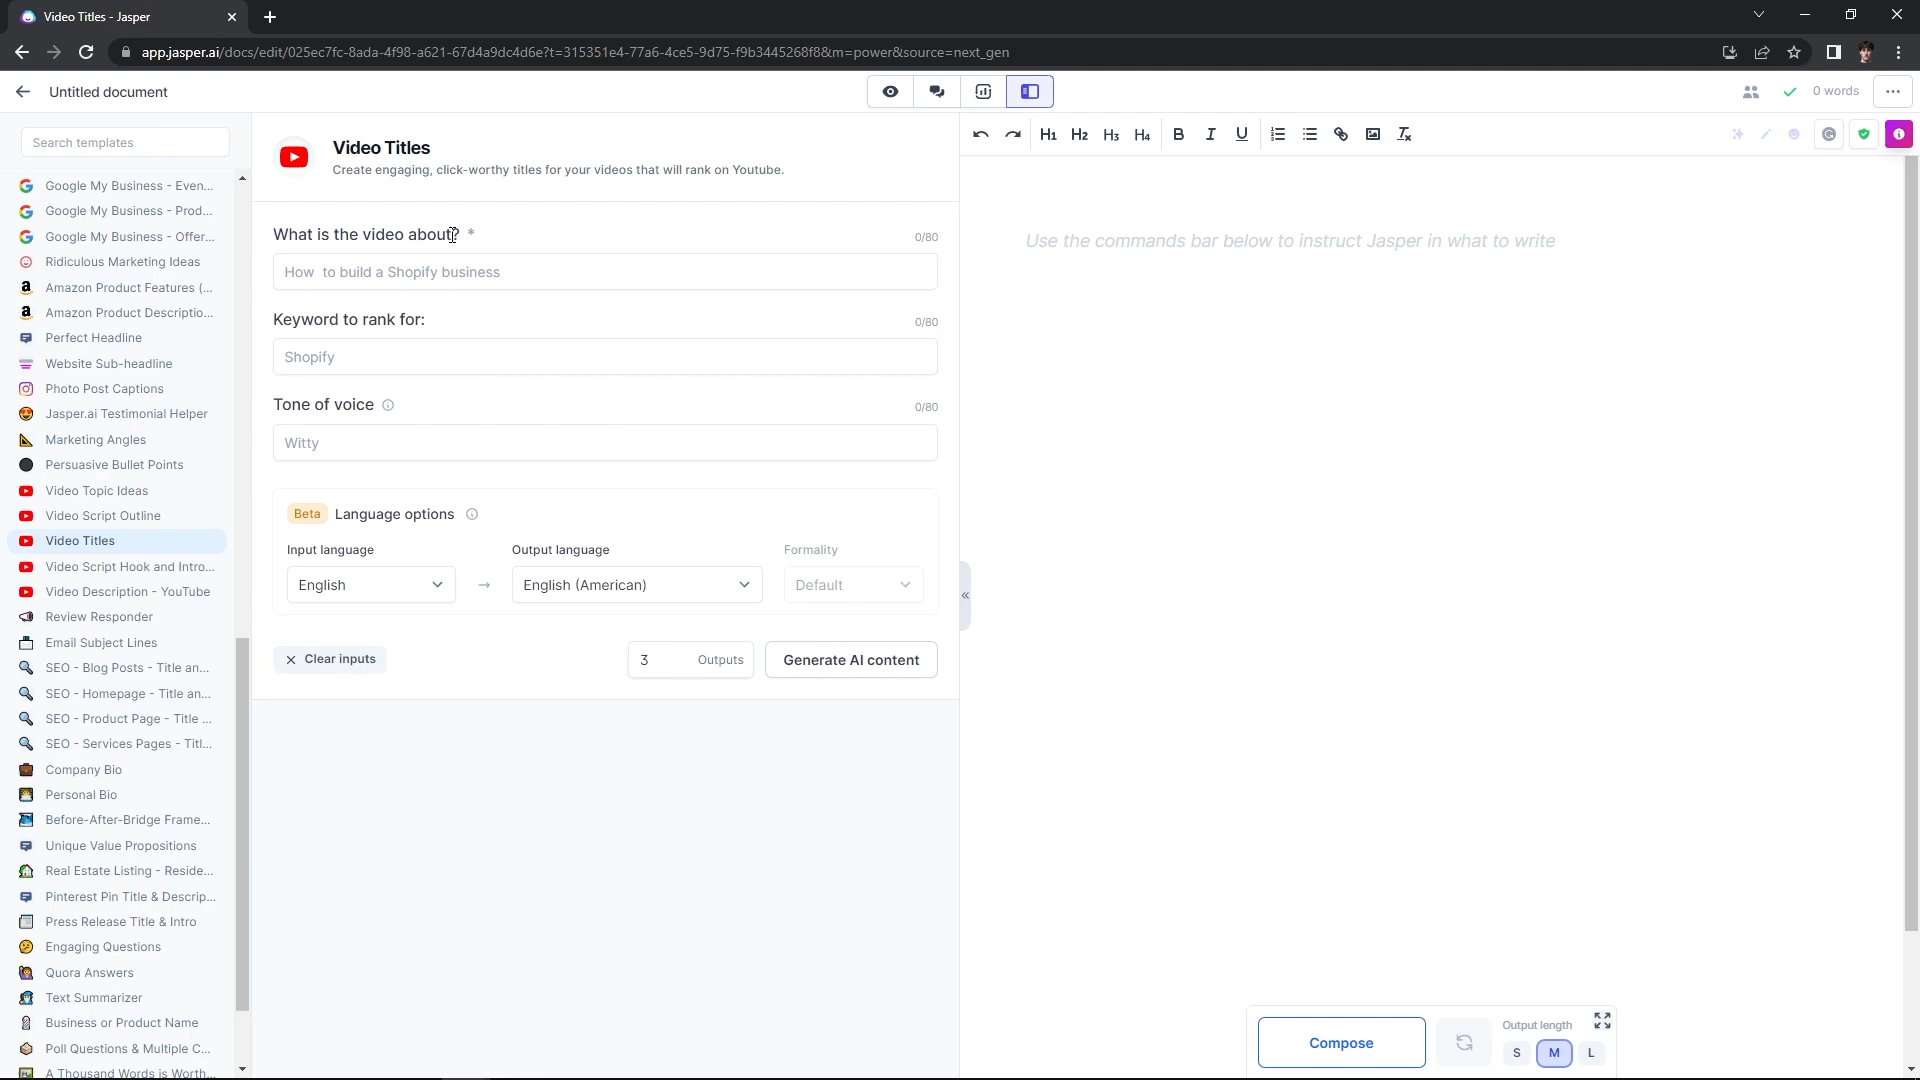 Video Titles - Jasper
app.jasper.ai/docs/edit/025ec7fc-8ada-4f98-a621-67d4a9dc4d6e?t=315351e4-77a6-4ce5-9d75-f9b3445268f8&m=power&source=next_gen
Untitled document
0 words
Search templates
Google My Business - Even...
Google My Business - Prod...
Google My Business - Offer...
Ridiculous Marketing Ideas
Amazon Product Features (...
Amazon Product Descriptio...
Perfect Headline
Website Sub-headline
Photo Post Captions
Jasper.ai Testimonial Helper
Marketing Angles
Persuasive Bullet Points
Video Topic Ideas
Video Script Outline
Video Titles
Video Script Hook and Intro...
Video Description - YouTube
Review Responder
Email Subject Lines
SEO - Blog Posts - Title an...
SEO - Homepage - Title an...
SEO - Product Page - Title ...
SEO - Services Pages - Titl...
Company Bio
Personal Bio
Before-After-Bridge Frame...
Unique Value Propositions
Real Estate Listing - Reside...
Pinterest Pin Title & Descrip...
Press Release Title & Intro
Engaging Questions
Quora Answers
Text Summarizer
Business or Product Name
Poll Questions & Multiple C...
A Thousand Words is Worth...
Video Titles
Create engaging, click-worthy titles for your videos that will rank on Youtube.
What is the video about? *
0/80
How to build a Shopify business
Keyword to rank for:
0/80
Shopify
Tone of voice
0/80
Witty
Beta Language options
Input language Output language Formality
English → English (American) Default
Clear inputs
3 Outputs
Generate AI content
H1 H2 H3 H4 B I U
Use the commands bar below to instruct Jasper in what to write
Compose
Output length
S M L